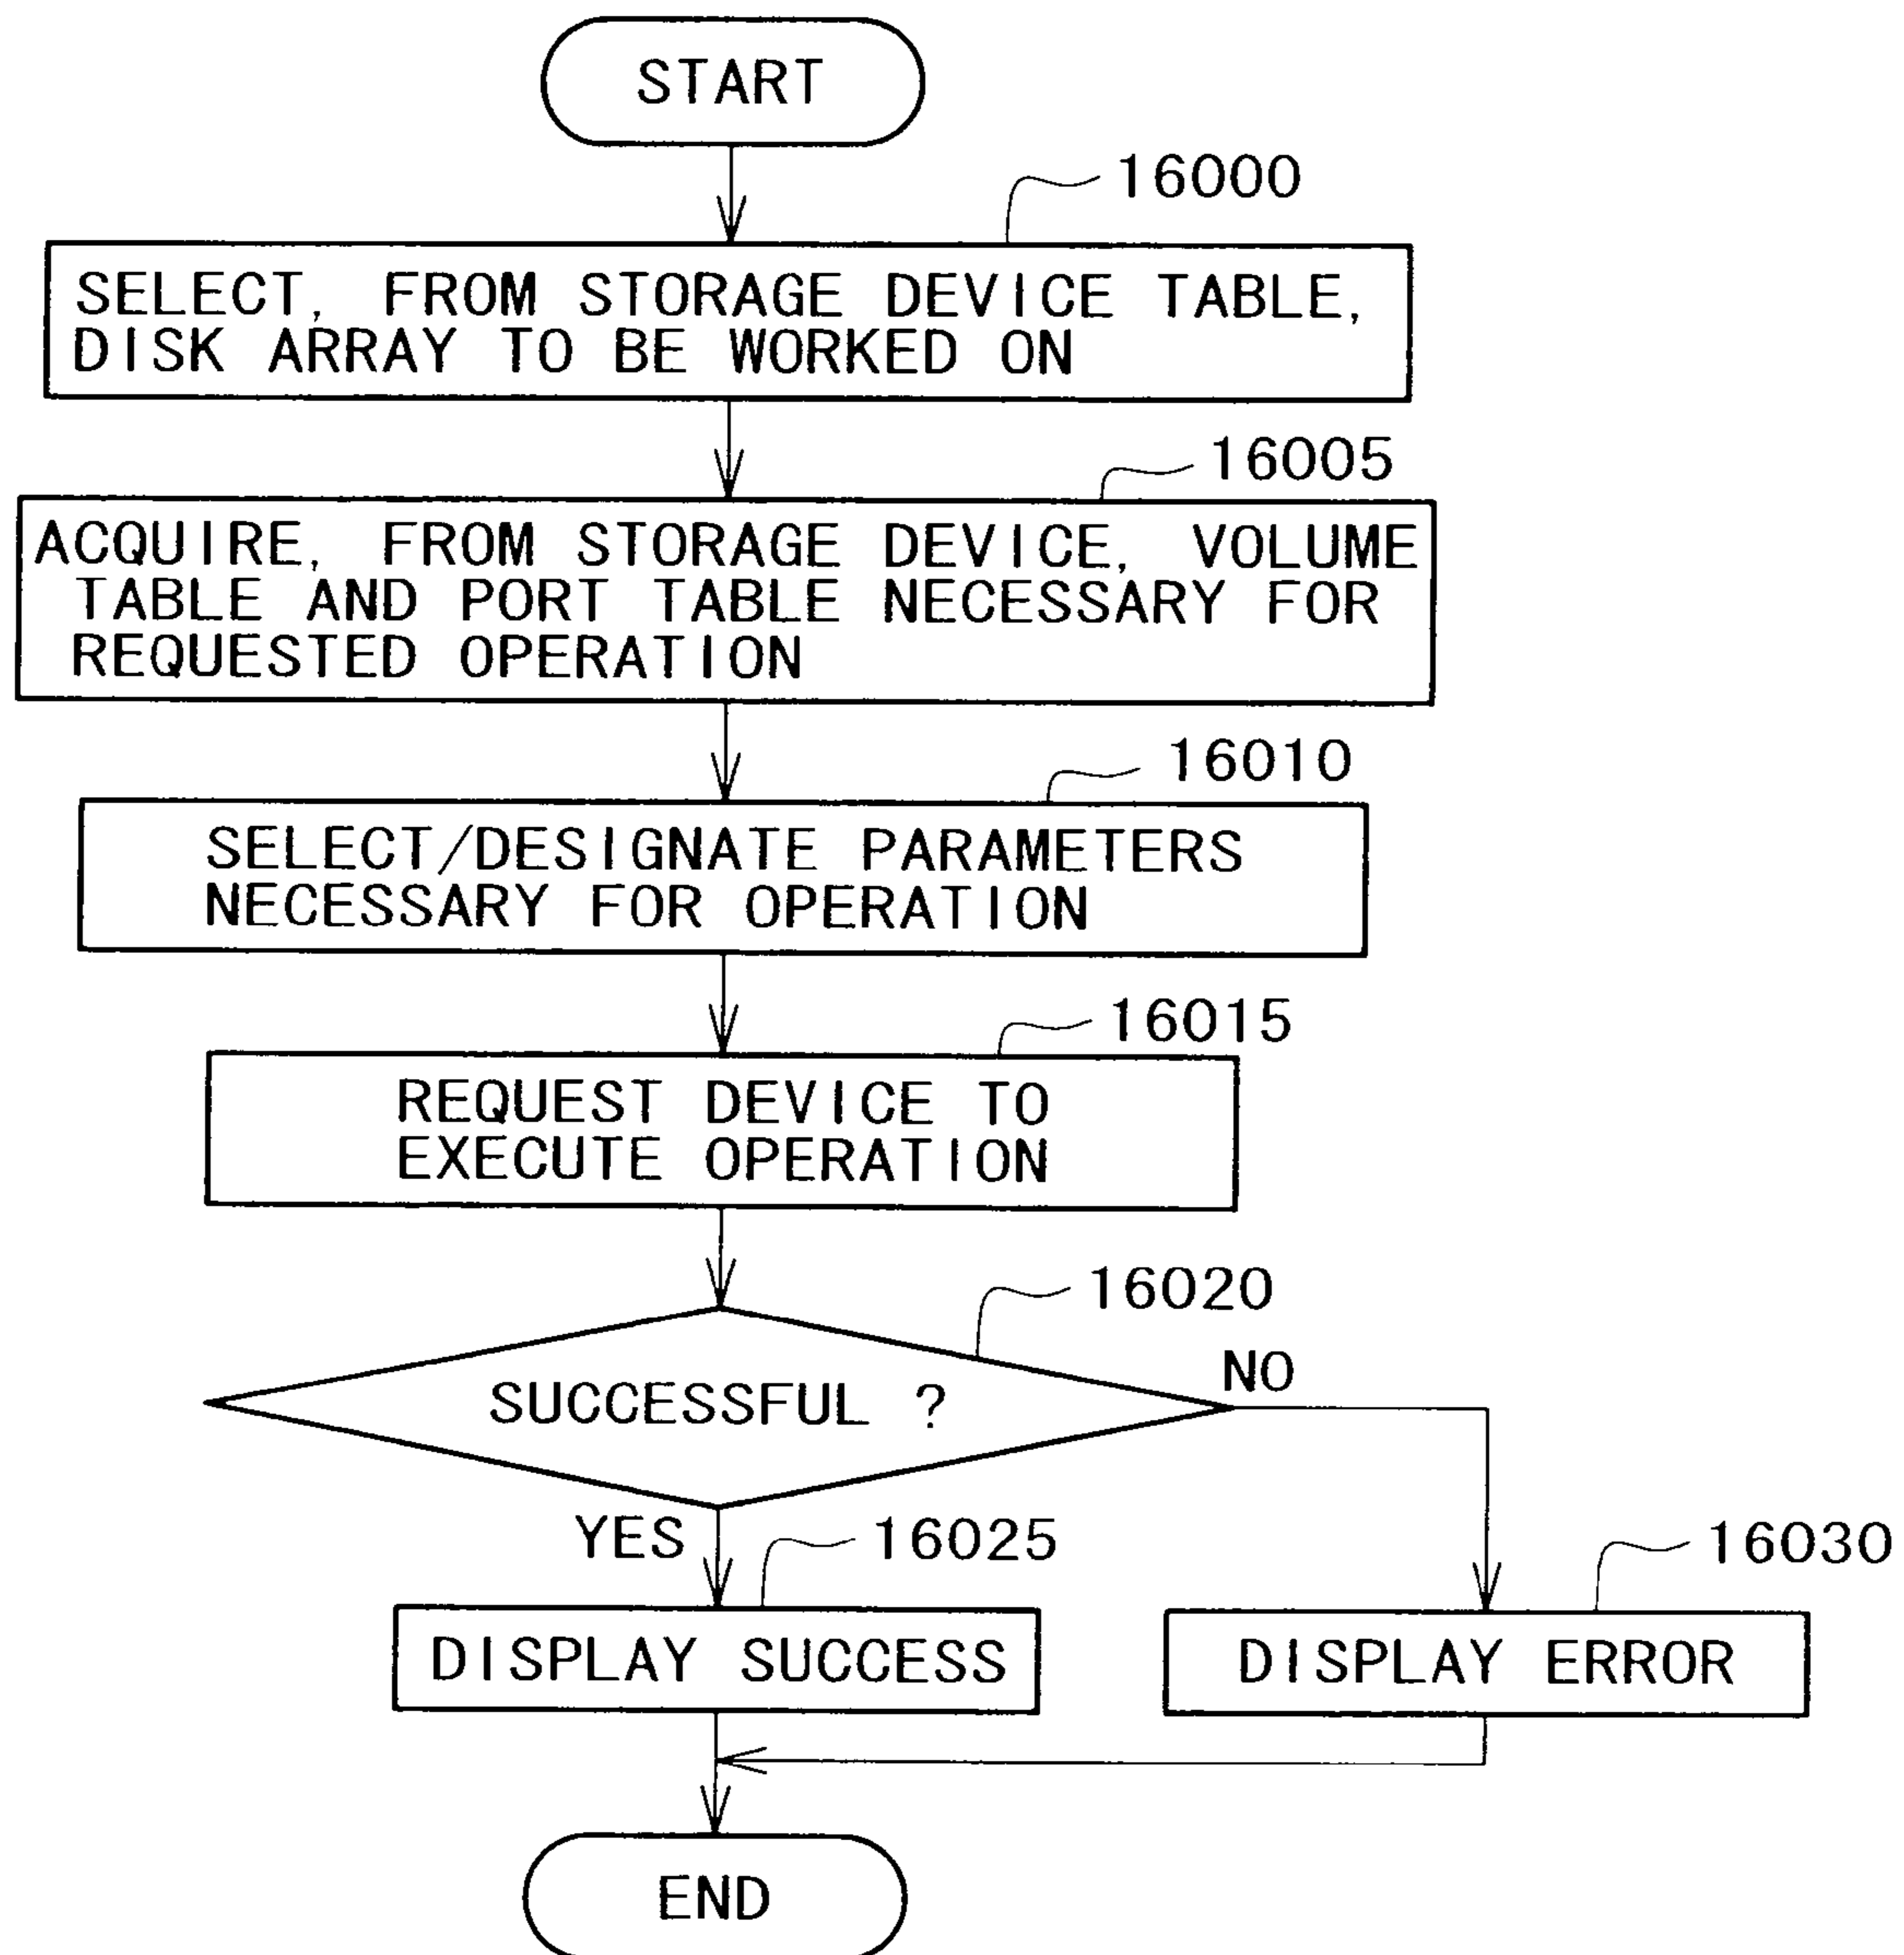 START
16000
SELECT, FROM STORAGE DEVICE TABLE,
DISK ARRAY TO BE WORKED ON
16005
ACQUIRE, FROM STORAGE DEVICE, VOLUME
TABLE AND PORT TABLE NECESSARY FOR
REQUESTED OPERATION
16010
SELECT/DESIGNATE PARAMETERS
NECESSARY FOR OPERATION
16015
REQUEST DEVICE TO
EXECUTE OPERATION
16020
SUCCESSFUL ?
NO
YES
16025
16030
DISPLAY SUCCESS
DISPLAY ERROR
END